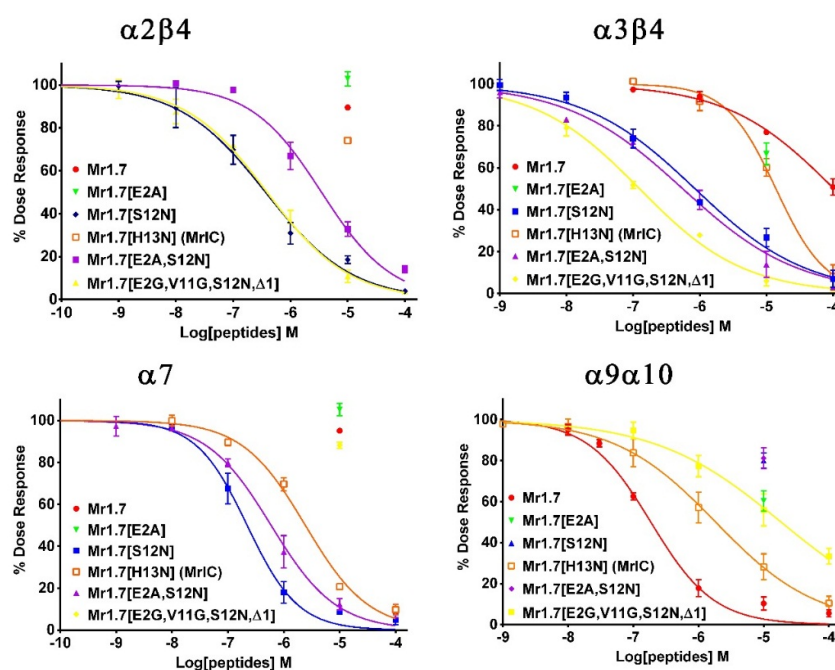 α2β4
% Dose Response
100
80
60
40
20
0
Mr1.7
Mr1.7[E2A]
Mr1.7[S12N]
Mr1.7[H13N] (MrIC)
Mr1.7[E2A,S12N]
Mr1.7[E2G,V11G,S12N,Δ1]
-10 -9 -8 -7 -6 -5 -4
Log[peptides] M
α3β4
% Dose Response
100
80
60
40
20
0
Mr1.7
Mr1.7[E2A]
Mr1.7[S12N]
Mr1.7[H13N] (MrIC)
Mr1.7[E2A,S12N]
Mr1.7[E2G,V11G,S12N,Δ1]
-9 -8 -7 -6 -5 -4
Log[peptides] M
α7
% Dose Response
100
80
60
40
20
0
Mr1.7
Mr1.7[E2A]
Mr1.7[S12N]
Mr1.7[H13N] (MrIC)
Mr1.7[E2A,S12N]
Mr1.7[E2G,V11G,S12N,Δ1]
-10 -9 -8 -7 -6 -5 -4
Log[peptides] M
α9α10
% Dose Response
100
80
60
40
20
0
Mr1.7
Mr1.7[E2A]
Mr1.7[S12N]
Mr1.7[H13N] (MrIC)
Mr1.7[E2A,S12N]
Mr1.7[E2G,V11G,S12N,Δ1]
-9 -8 -7 -6 -5 -4
Log[peptides] M